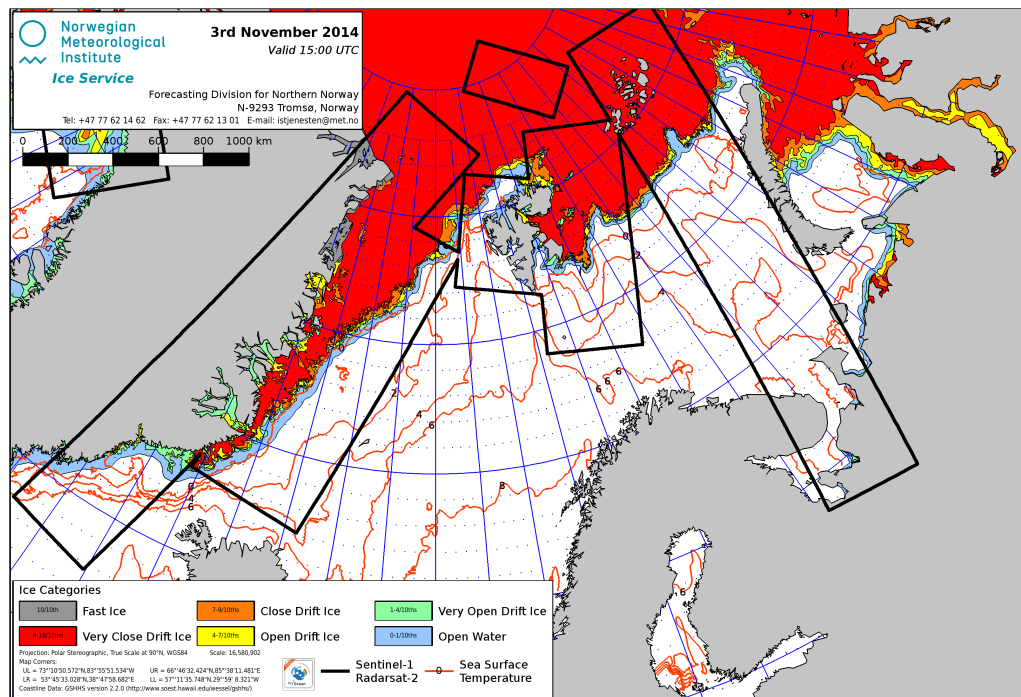 Norwegian
Meteorological
Institute
Ice Service
3rd November 2014
Valid 15:00 UTC
Forecasting Division for Northern Norway
N-9293 Tromsø, Norway
Tel: +47 77 62 14 62 Fax: +47 77 62 13 01 E-mail: istjenesten@met.no
0 200 400 600 800 1000 km
0
2
4
2
4
6
6
6
6
8
0
4
6
6
Ice Categories
10/10th Fast Ice
7-9/10ths Close Drift Ice
1-4/10ths Very Open Drift Ice
9-10/10ths Very Close Drift Ice
4-7/10ths Open Drift Ice
0-1/10ths Open Water
Projection: Polar Stereographic, True Scale at 90°N, WGS84 Scale: 16,580,902
Map Corners:
UL = 73°10'50.572"N,83°55'51.534"W UR = 66°46'32.424"N,85°38'11.481"E
LR = 53°45'33.028"N,38°47'58.682"E LL = 57°11'35.748"N,29°59' 8.321"W
Coastline Data: GSHHS version 2.2.0 (http://www.soest.hawaii.edu/wessel/gshhs/)
MyOcean
Sentinel-1
Radarsat-2
0 Sea Surface
Temperature